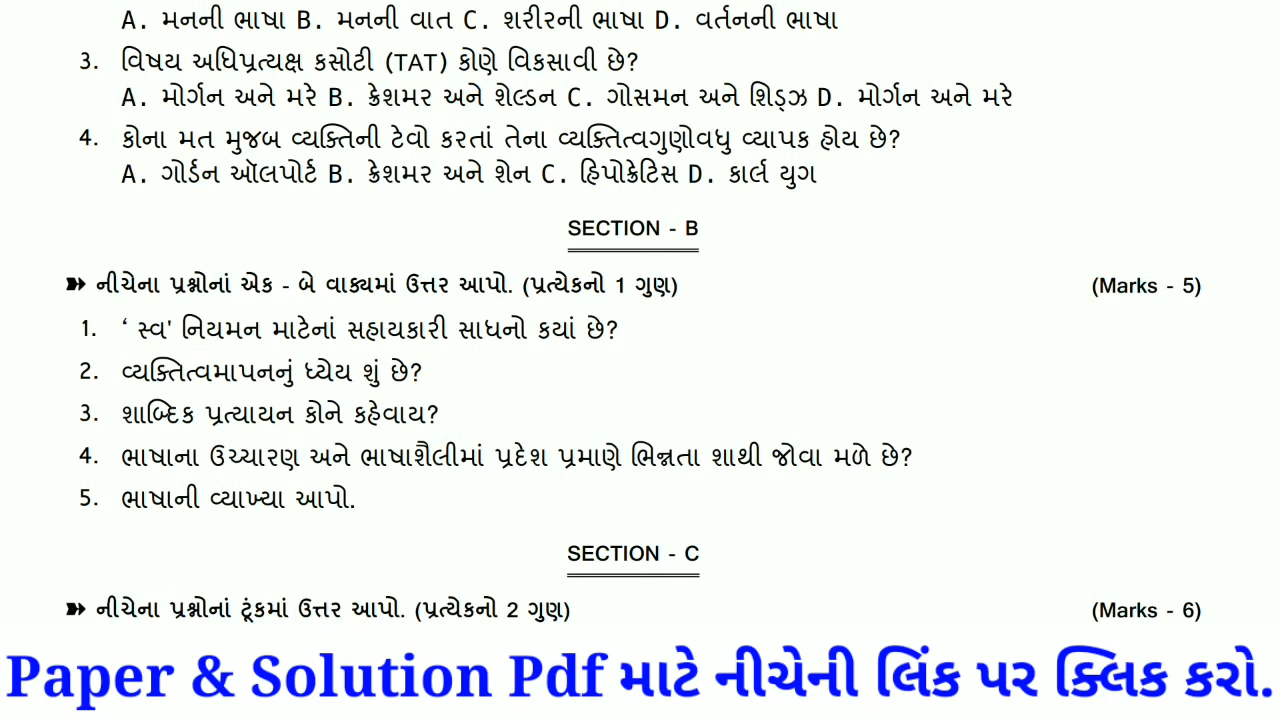 A. મનની ભાષા B. મનની વાત C. શરીરની ભાષા D. વર્તનની ભાષા
3. વિષય અધિપ્રત્યક્ષ કસોટી (TAT) કોણે વિકસાવી છે?
A. મોર્ગન અને મરે B. ક્રેશમર અને શેલ્ડન C. ગોસમન અને શિડ્ઝ D. મોર્ગન અને મરે
4. કોના મત મુજબ વ્યક્તિની ટેવો કરતાં તેના વ્યક્તિત્વગુણોવધુ વ્યાપક હોય છે?
A. ગોર્ડન ઑલપોર્ટ B. ક્રેશમર અને શેન C. હિપોક્રેટિસ D. કાર્લ યુગ
SECTION - B
➽ નીચેના પ્રશ્નોનાં એક - બે વાક્યમાં ઉત્તર આપો. (પ્રત્યેકનો 1 ગુણ) (Marks - 5)
1. ‘ સ્વ' નિયમન માટેનાં સહાયકારી સાધનો કયાં છે?
2. વ્યક્તિત્વમાપનનું ધ્યેય શું છે?
3. શાબ્દિક પ્રત્યાયન કોને કહેવાય?
4. ભાષાના ઉચ્ચારણ અને ભાષાશૈલીમાં પ્રદેશ પ્રમાણે ભિન્નતા શાથી જોવા મળે છે?
5. ભાષાની વ્યાખ્યા આપો.
SECTION - C
➽ નીચેના પ્રશ્નોનાં ટૂંકમાં ઉત્તર આપો. (પ્રત્યેકનો 2 ગુણ) (Marks - 6)
Paper & Solution Pdf માટે નીચેની લિંક પર ક્લિક કરો.